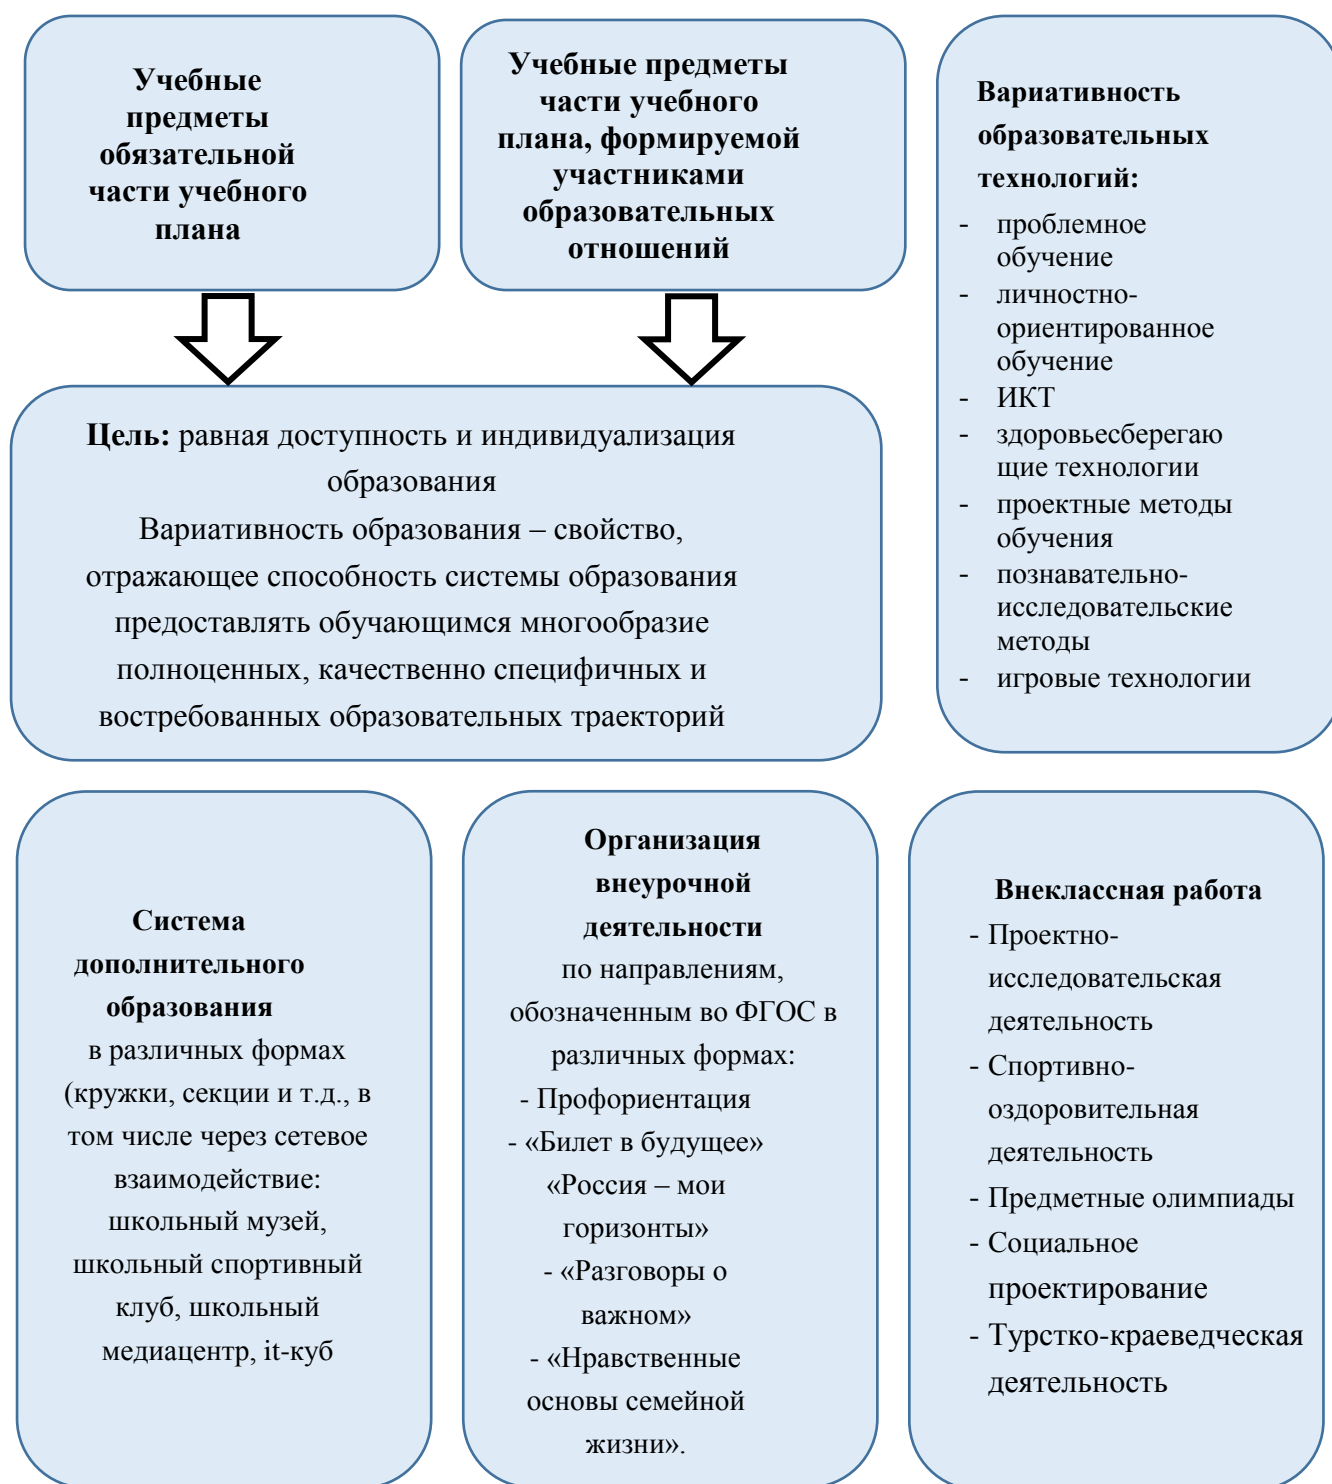 Учебные
предметы
обязательной
части учебного
плана
Учебные предметы
части учебного
плана, формируемой
участниками
образовательных
отношений
Вариативность
образовательных
технологий:
- проблемное
обучение
- личностно-
ориентированное
обучение
- ИКТ
- здоровьесберегаю
щие технологии
- проектные методы
обучения
- познавательно-
исследовательские
методы
- игровые технологии
Цель: равная доступность и индивидуализация
образования
Вариативность образования – свойство,
отражающее способность системы образования
предоставлять обучающимся многообразие
полноценных, качественно специфичных и
востребованных образовательных траекторий
Система
дополнительного
образования
в различных формах
(кружки, секции и т.д., в
том числе через сетевое
взаимодействие:
школьный музей,
школьный спортивный
клуб, школьный
медиацентр, it-куб
Организация
внеурочной
деятельности
по направлениям,
обозначенным во ФГОС в
различных формах:
- Профориентация
- «Билет в будущее»
«Россия – мои
горизонты»
- «Разговоры о
важном»
- «Нравственные
основы семейной
жизни».
Внеклассная работа
- Проектно-
исследовательская
деятельность
- Спортивно-
оздоровительная
деятельность
- Предметные олимпиады
- Социальное
проектирование
- Турстко-краеведческая
деятельность